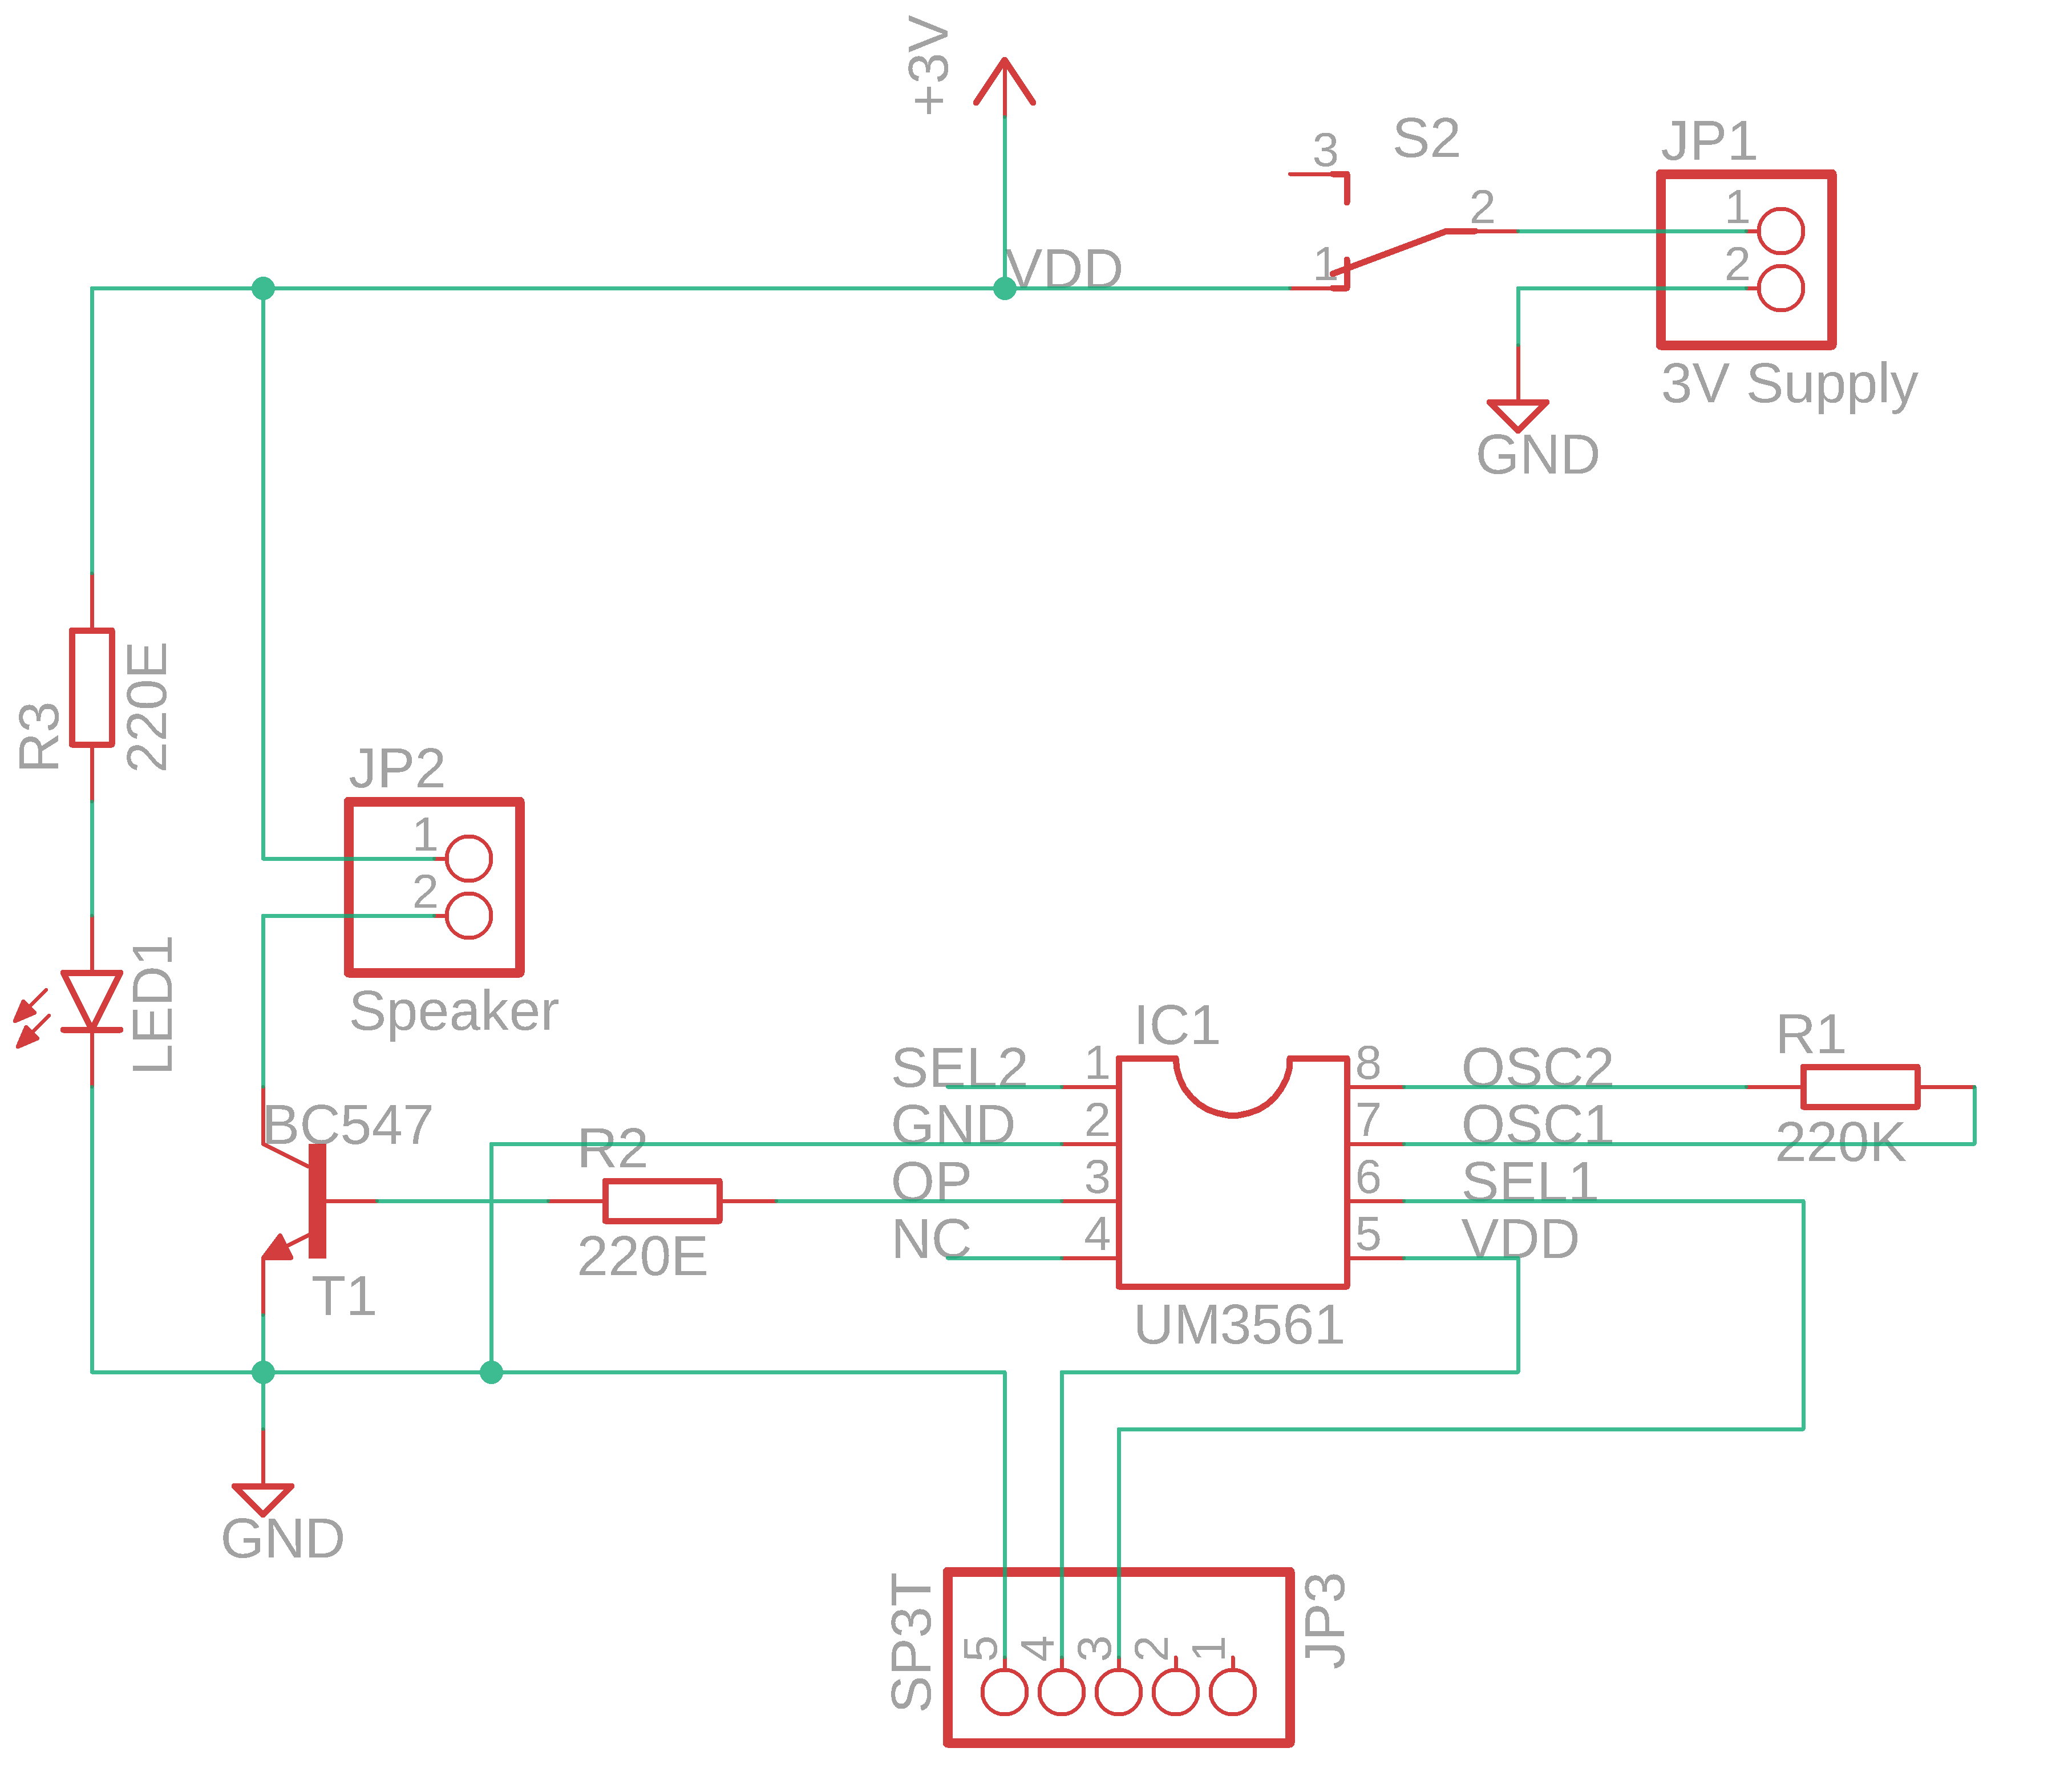 +3V
S2
JP1
3
2
1
1
2
VDD
3V Supply
GND
R3
220E
JP2
1
2
Speaker
LED1
BC547
T1
R2
220E
IC1
SEL2
1
8
OSC2
GND
2
7
OSC1
OP
3
6
SEL1
NC
4
5
VDD
UM3561
R1
220K
GND
SP3T
5
4
3
2
1
JP3